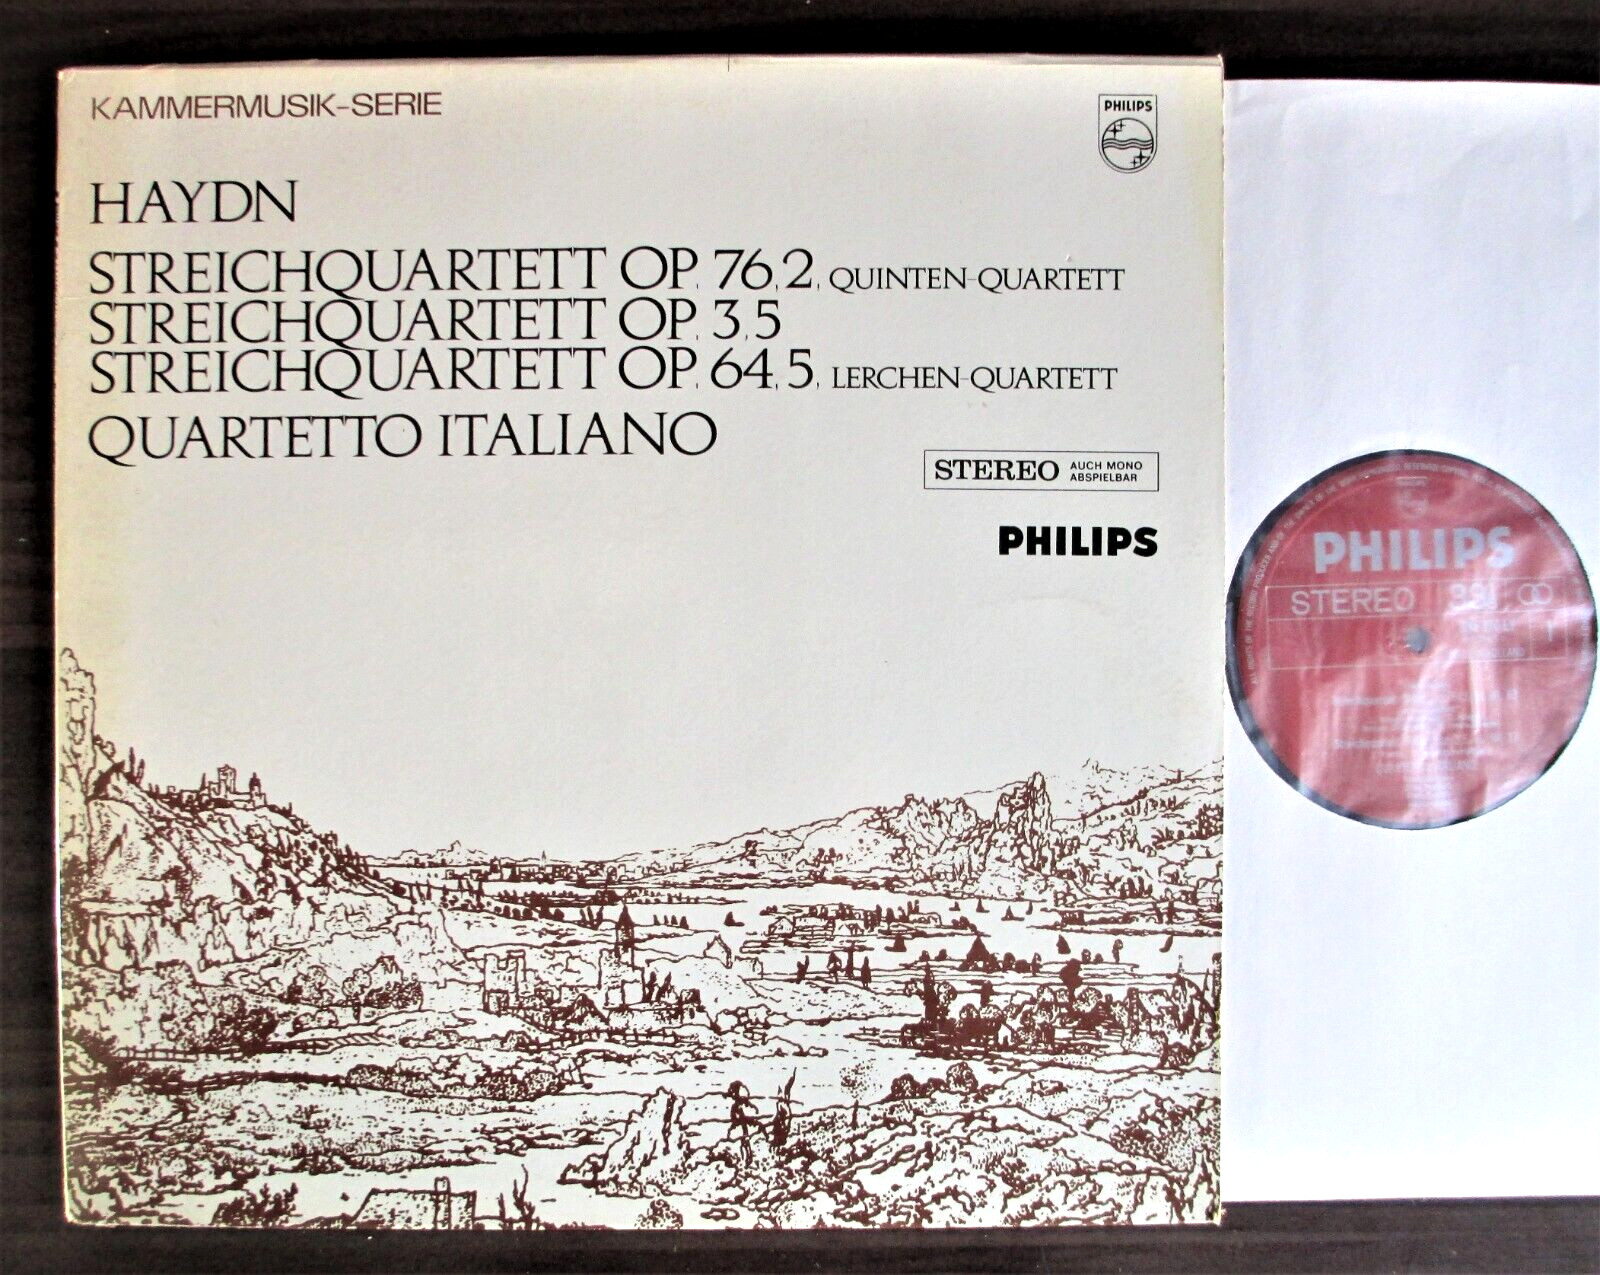 KAMMERMUSIK-SERIE
PHILIPS
HAYDN
STREICHQUARTETT OP. 76,2, QUINTEN-QUARTETT
STREICHQUARTETT OP. 3,5
STREICHQUARTETT OP. 64,5, LERCHEN-QUARTETT
QUARTETTO ITALIANO
STEREO AUCH MONO
ABSPIELBAR
PHILIPS
PHILIPS
STEREO
1